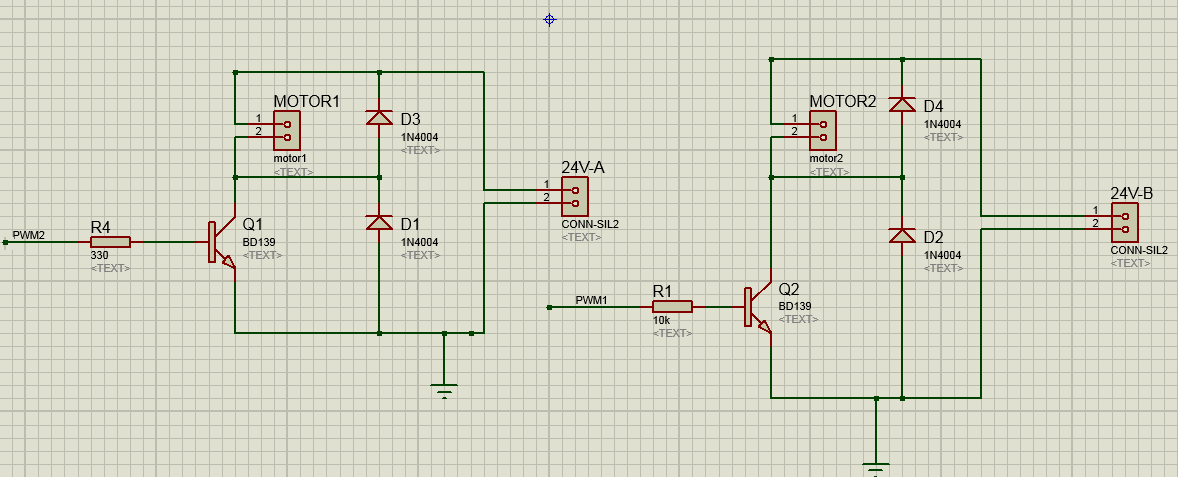 MOTOR1
1
2
motor1
<TEXT>
D3
1N4004
<TEXT>
24V-A
1
2
CONN-SIL2
<TEXT>
PWM2
R4
330
<TEXT>
Q1
BD139
<TEXT>
D1
1N4004
<TEXT>
MOTOR2
1
2
motor2
<TEXT>
D4
1N4004
<TEXT>
24V-B
1
2
CONN-SIL2
<TEXT>
PWM1
R1
10k
<TEXT>
Q2
BD139
<TEXT>
D2
1N4004
<TEXT>